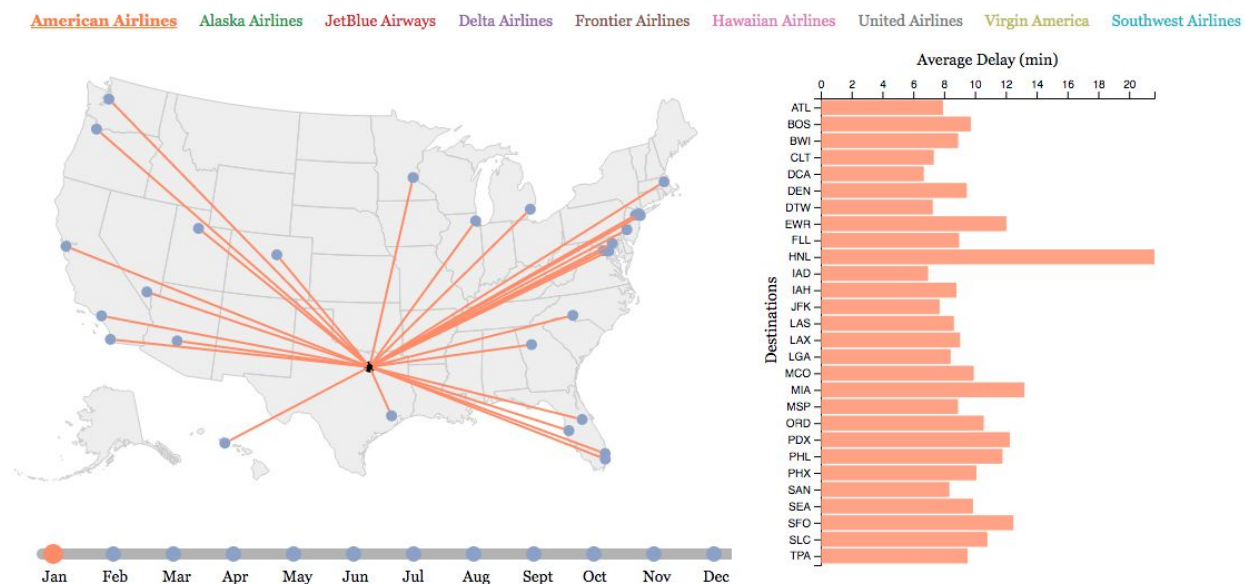 American Airlines Alaska Airlines JetBlue Airways Delta Airlines Frontier Airlines Hawaiian Airlines United Airlines Virgin America Southwest Airlines
Average Delay (min)
0 2 4 6 8 10 12 14 16 18 20
Destinations
ATL
BOS
BWI
CLT
DCA
DEN
DTW
EWR
FLL
HNL
IAD
IAH
JFK
LAS
LAX
LGA
MCO
MIA
MSP
ORD
PDX
PHL
PHX
SAN
SEA
SFO
SLC
TPA
Jan Feb Mar Apr May Jun Jul Aug Sept Oct Nov Dec